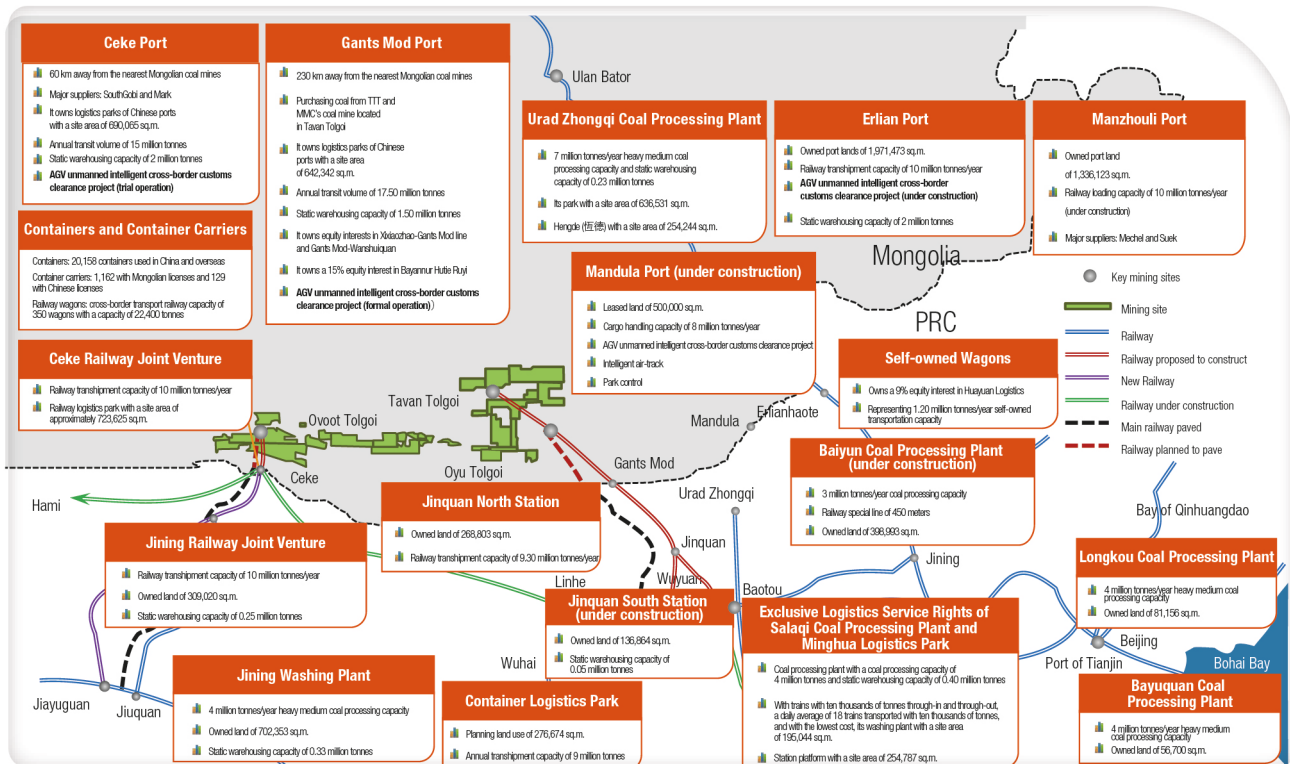 Ceke Port
60 km away from the nearest Mongolian coal mines
Major suppliers: SouthGobi and Mark
It owns logistics parks of Chinese ports
with a site area of 690,065 sq.m.
Annual transit volume of 15 million tonnes
Static warehousing capacity of 2 million tonnes
AGV unmanned intelligent cross-border customs
clearance project (trial operation)
Gants Mod Port
230 km away from the nearest Mongolian coal mines
Purchasing coal from TTT and
MMC's coal mine located
in Tavan Tolgoi
It owns logistics parks of Chinese
ports with a site area
of 642,342 sq.m.
Annual transit volume of 17.50 million tonnes
Static warehousing capacity of 1.50 million tonnes
It owns equity interests in Xixiaozhao-Gants Mod line
and Gants Mod-Wanshuiquan
It owns a 15% equity interest in Bayannur Hutie Ruyi
AGV unmanned intelligent cross-border customs
clearance project (formal operation)）
Ulan Bator
Urad Zhongqi Coal Processing Plant
7 million tonnes/year heavy medium coal
processing capacity and static warehousing
capacity of 0.23 million tonnes
Its park with a site area of 636,531 sq.m.
Hengde (恆德) with a site area of 254,244 sq.m.
Erlian Port
Owned port lands of 1,971,473 sq.m.
Railway transhipment capacity of 10 million tonne/year
AGV unmanned intelligent cross-border
customs clearance project (under construction)
Static warehousing capacity of 2 million tonnes
Manzhouli Port
Owned port land
of 1,336,123 sq.m.
Railway loading capacity of 10 million tonnes/year
(under construction)
Major suppliers: Mechel and Suek
Containers and Container Carriers
Containers: 20,158 containers used in China and overseas
Container carriers: 1,162 with Mongolian licenses and 129
with Chinese licenses
Railway wagons: cross-border transport railway capacity of
350 wagons with a capacity of 22,400 tonnes
Mandula Port (under construction)
Leased land of 500,000 sq.m.
Cargo handling capacity of 8 million tonnes/year
AGV unmanned intelligent cross-border customs clearance project
Intelligent air-track
Park control
Mongolia
PRC
Key mining sites
Mining site
Railway
Railway proposed to construct
New Railway
Railway under construction
Main railway paved
Railway planned to pave
Ceke Railway Joint Venture
Railway transhipment capacity of 10 million tonnes/year
Railway logistics park with a site area of
approximately 723,625 sq.m.
Self-owned Wagons
Owns a 9% equity interest in Huayuan Logistics
Representing 1.20 million tonnes/year self-owned
transportation capacity
Tavan Tolgoi
Ovoot Tolgoi
Oyu Tolgoi
Ceke
Hami
Gants Mod
Mandula
Erlianhaote
Urad Zhongqi
Baiyun Coal Processing Plant
(under construction)
3 million tonnes/year coal processing capacity
Railway special line of 450 meters
Owned land of 398,993 sq.m.
Jinquan North Station
Owned land of 268,803 sq.m.
Railway transhipment capacity of 9.30 million tonnes/year
Bay of Qinhuangdao
Jining Railway Joint Venture
Railway transhipment capacity of 10 million tonnes/year
Owned land of 309,020 sq.m.
Static warehousing capacity of 0.25 million tonnes
Jinquan
Jining
Linhe
Wuyuan
Baotou
Longkou Coal Processing Plant
4 million tonnes/year heavy medium coal
processing capacity
Owned land of 81,156 sq.m.
Jinquan South Station
(under construction)
Owned land of 136,864 sq.m.
Static warehousing capacity of
0.05 million tonnes
Exclusive Logistics Service Rights of
Salaqi Coal Processing Plant and
Minghua Logistics Park
Coal processing plant with a coal processing capacity of
4 million tonnes and static warehousing capacity of 0.40 million tonnes
With trains with ten thousands of tonnes through-in and through-out,
a daily average of 18 trains transported with ten thousands of tonnes,
and with the lowest cost, its washing plant with a site area
of 195,044 sq.m.
Station platform with a site area of 254,787 sq.m.
Beijing
Port of Tianjin
Bohai Bay
Wuhai
Jiayuguan
Jiuquan
Jining Washing Plant
4 million tonnes/year heavy medium coal processing capacity
Owned land of 702,353 sq.m.
Static warehousing capacity of 0.33 million tonnes
Container Logistics Park
Planning land use of 276,674 sq.m.
Annual transhipment capacity of 9 million tonnes
Bayuquan Coal
Processing Plant
4 million tonnes/year heavy medium
coal processing capacity
Owned land of 56,700 sq.m.